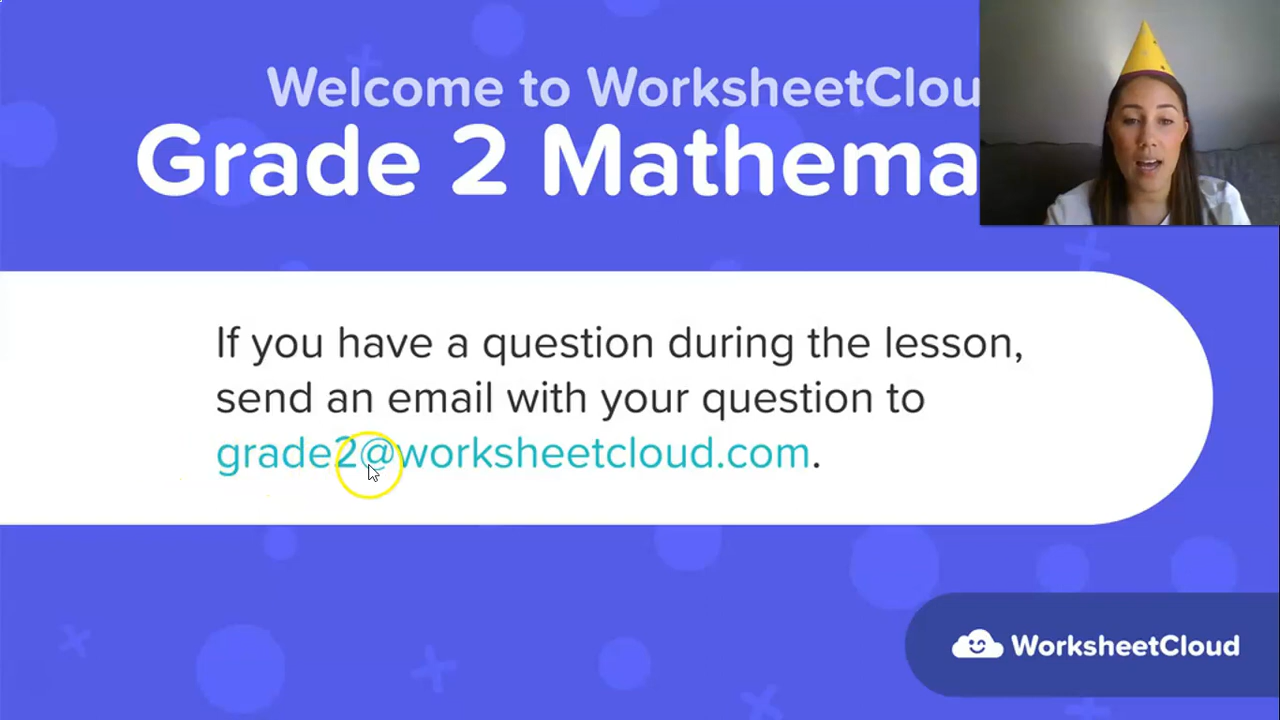 Welcome to WorksheetClou
Grade 2 Mathema
If you have a question during the lesson,
send an email with your question to
grade2@worksheetcloud.com.
WorksheetCloud